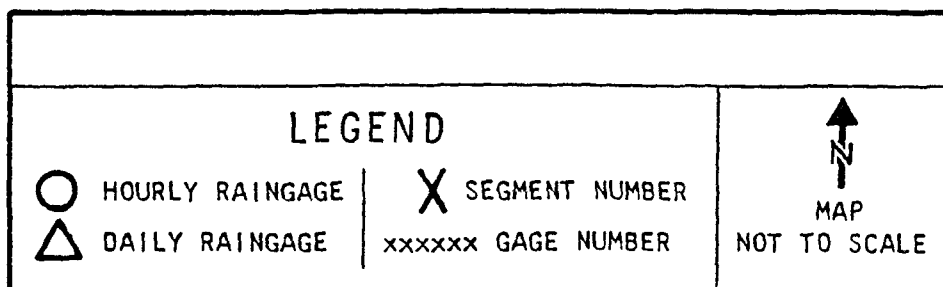 LEGEND
HOURLY RAINGAGE
X SEGMENT NUMBER
DAILY RAINGAGE
xxxxxx GAGE NUMBER
N
MAP
NOT TO SCALE